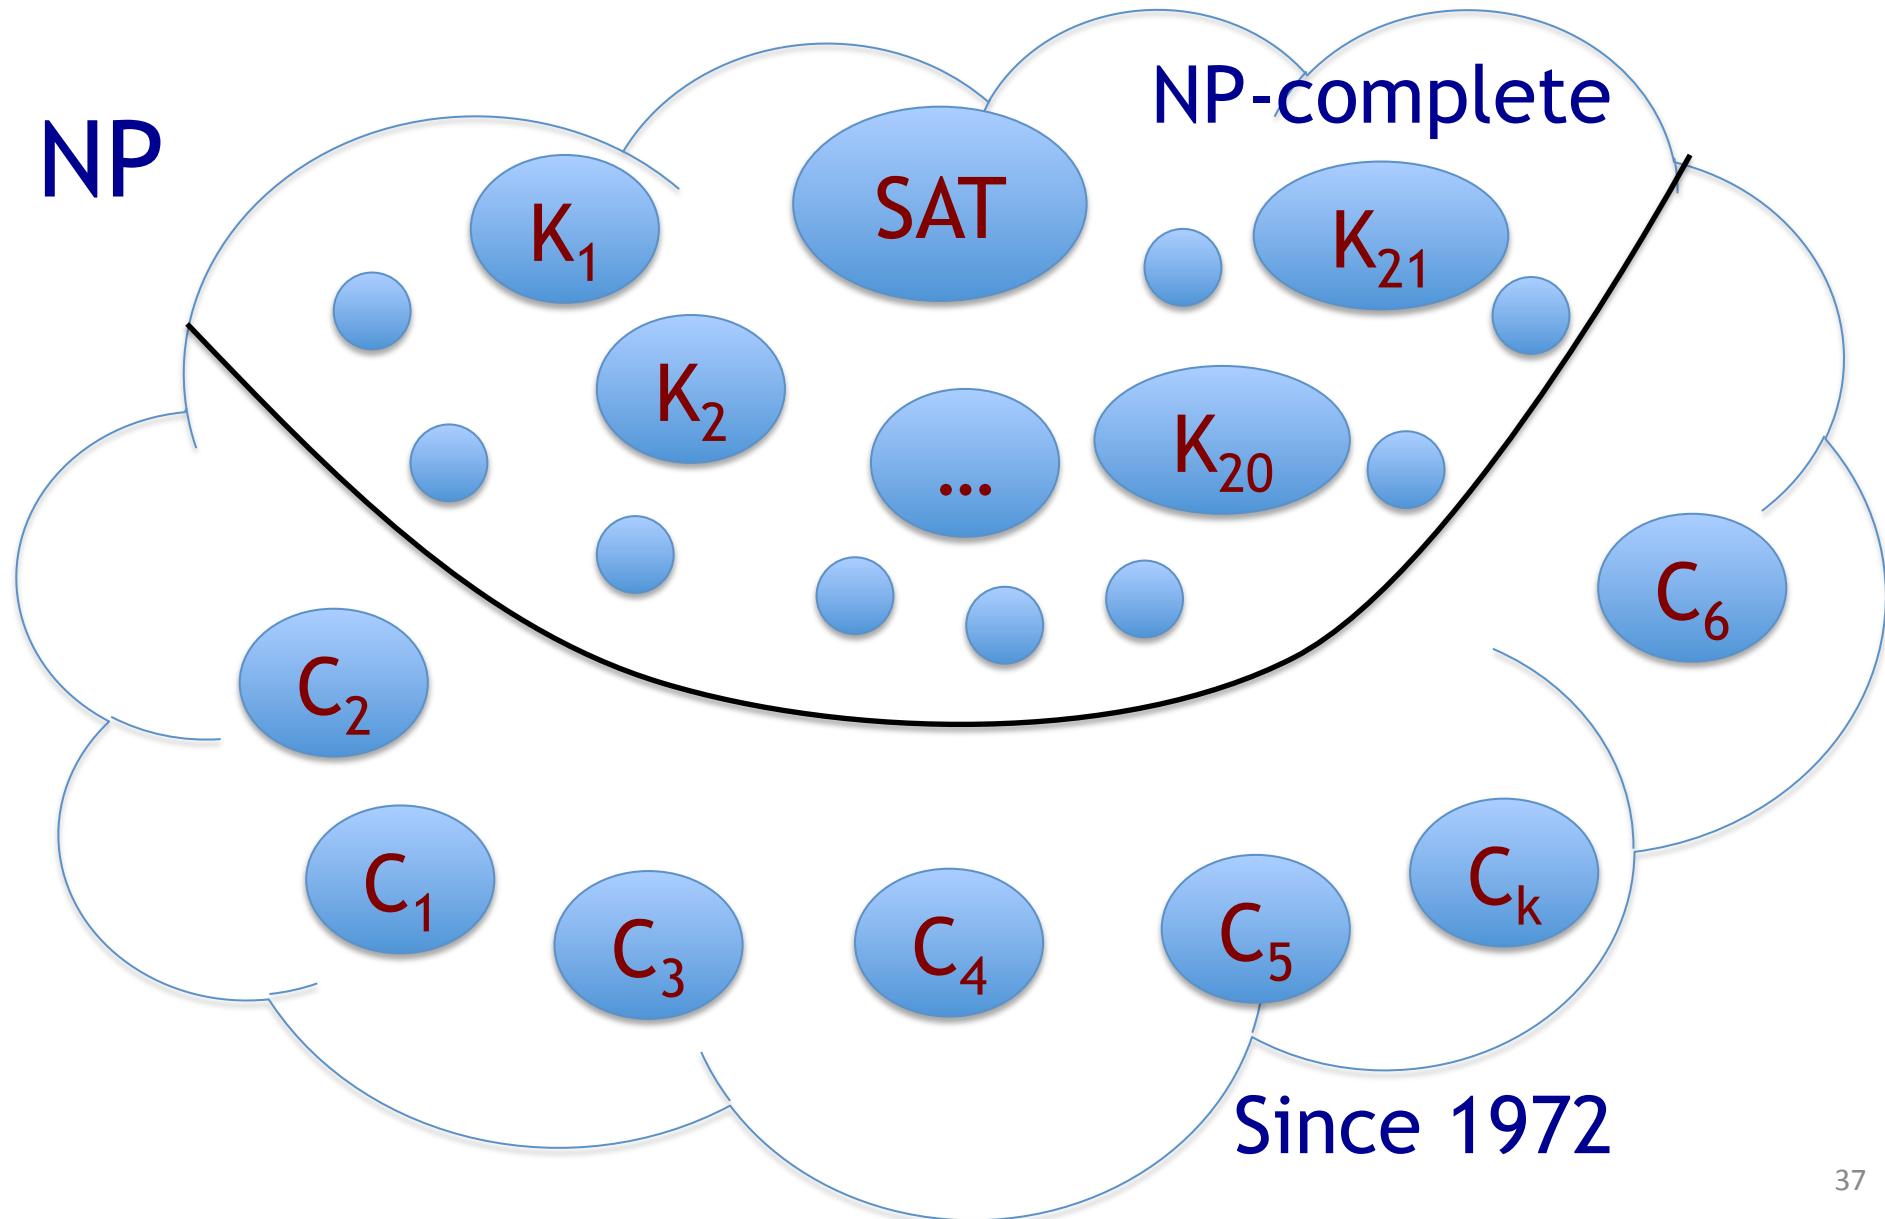 NP
NP-complete
K₁
SAT
K₂₁
K₂
...
K₂₀
C₆
C₂
C₁
C₃
C₄
C₅
Cₖ
Since 1972
37